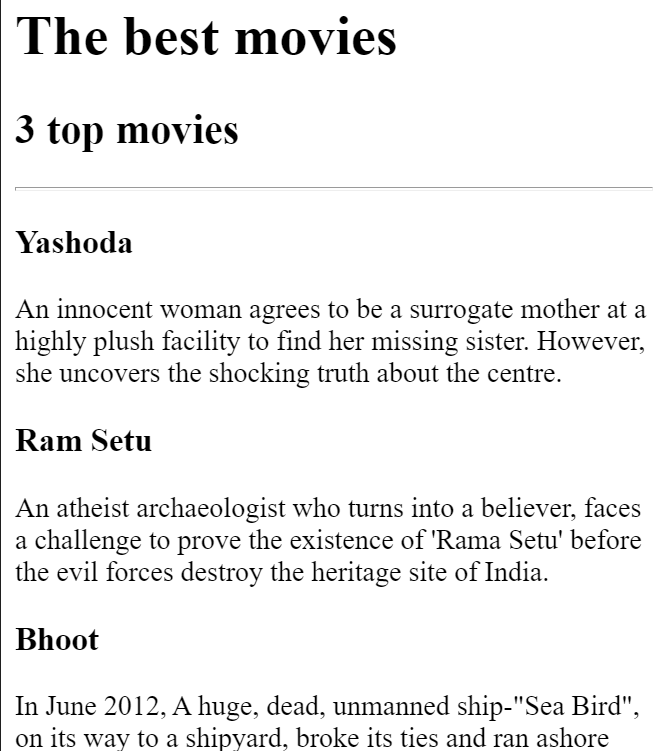 The best movies
3 top movies
Yashoda
An innocent woman agrees to be a surrogate mother at a
highly plush facility to find her missing sister. However,
she uncovers the shocking truth about the centre.
Ram Setu
An atheist archaeologist who turns into a believer, faces
a challenge to prove the existence of 'Rama Setu' before
the evil forces destroy the heritage site of India.
Bhoot
In June 2012, A huge, dead, unmanned ship-"Sea Bird",
on its way to a shipyard, broke its ties and ran ashore